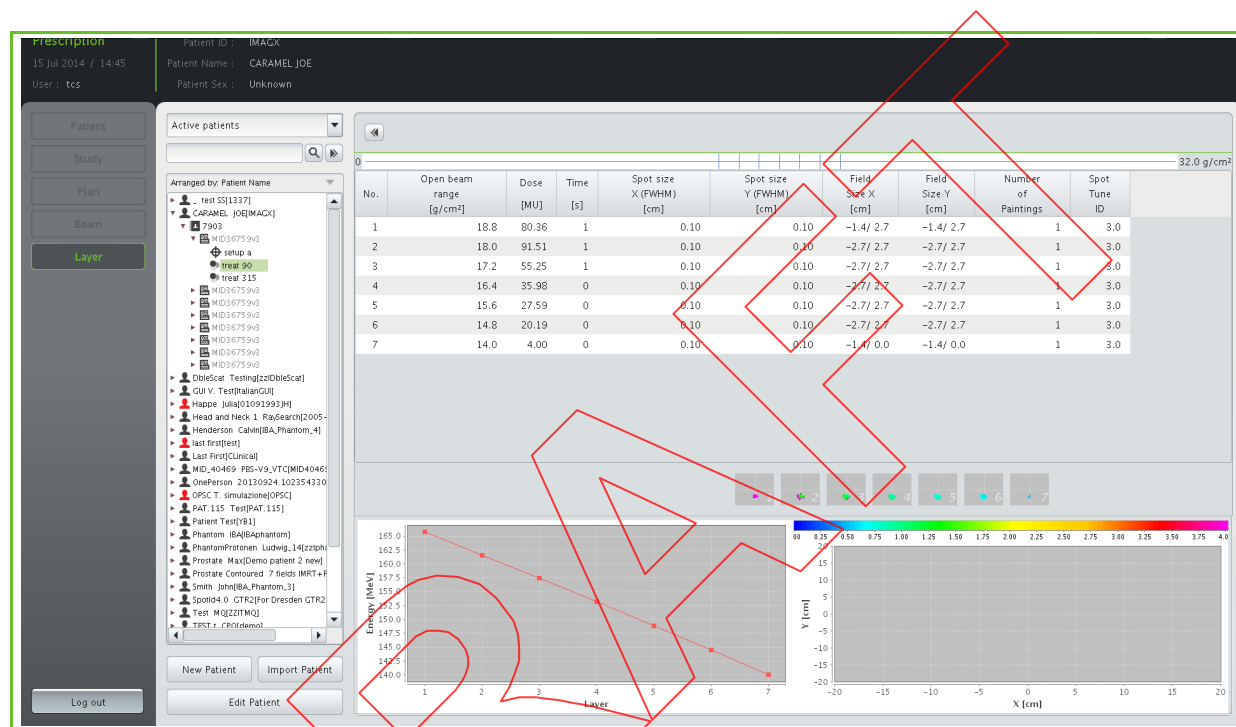 Prescription
15 Jul 2014 / 14:45
User : tcs
Patient ID : IMAGX
Patient Name : CARAMEL JOE
Patient Sex : Unknown
Patient
Study
Plan
Beam
Layer
Log out
Active patients
Arranged by: Patient Name
_ test SS[1337]
CARAMEL JOE[IMAGX]
7903
MID36759v3
setup a
treat 90
treat 315
MID36759v3
MID36759v3
MID36759v3
MID36759v3
MID36759v3
MID36759v3
MID36759v3
DbleScat Testing[zzIDbleScat]
GUI V. Test[ItalianGUI]
Happe Julia[01091993JH]
Head and Neck 1 RaySearch[2005-
Henderson Calvin[IBA_Phantom_4]
last first[test]
Last First[CLinical]
MID_40469 PBS-V9_VTC[MID4046
OnePerson 20130924.102354330
OPSC T. simulazione[OPSC]
PAT.115 Test[PAT.115]
Patient Test[YB1]
Phantom IBA[IBAphantom]
PhantomProtonen Ludwig_14[zzIpha
Prostate Max[Demo patient 2 new]
Prostate Contoured 7 fields IMRT+F
Smith John[IBA_Phantom_3]
SpotId4.0 GTR2[For Dresden GTR2
Test MQ[ZZITMQ]
TEST t. CPO[demo]
New Patient Import Patient
Edit Patient
0 32.0 g/cm²
No. Open beam range [g/cm²] Dose [MU] Time [s] Spot size X (FWHM) [cm] Spot size Y (FWHM) [cm] Field Size X [cm] Field Size Y [cm] Number of Paintings Spot Tune ID
1 18.8 80.36 1 0.10 0.10 -1.4/ 2.7 -1.4/ 2.7 1 3.0
2 18.0 91.51 1 0.10 0.10 -2.7/ 2.7 -2.7/ 2.7 1 3.0
3 17.2 55.25 1 0.10 0.10 -2.7/ 2.7 -2.7/ 2.7 1 3.0
4 16.4 35.98 0 0.10 0.10 -2.7/ 2.7 -2.7/ 2.7 1 3.0
5 15.6 27.59 0 0.10 0.10 -2.7/ 2.7 -2.7/ 2.7 1 3.0
6 14.8 20.19 0 0.10 0.10 -2.7/ 2.7 -2.7/ 2.7 1 3.0
7 14.0 4.00 0 0.10 0.10 -1.4/ 0.0 -1.4/ 0.0 1 3.0
1 2 3 4 5 6 7
Energy [MeV]
165.0
162.5
160.0
157.5
155.0
152.5
150.0
147.5
145.0
142.5
140.0
1 2 3 4 5 6 7
Layer
00 0.25 0.50 0.75 1.00 1.25 1.50 1.75 2.00 2.25 2.50 2.75 3.00 3.25 3.50 3.75 4.0
Y [cm]
20
15
10
5
0
-5
-10
-15
-20
-20 -15 -10 -5 0 5 10 15 20
X [cm]